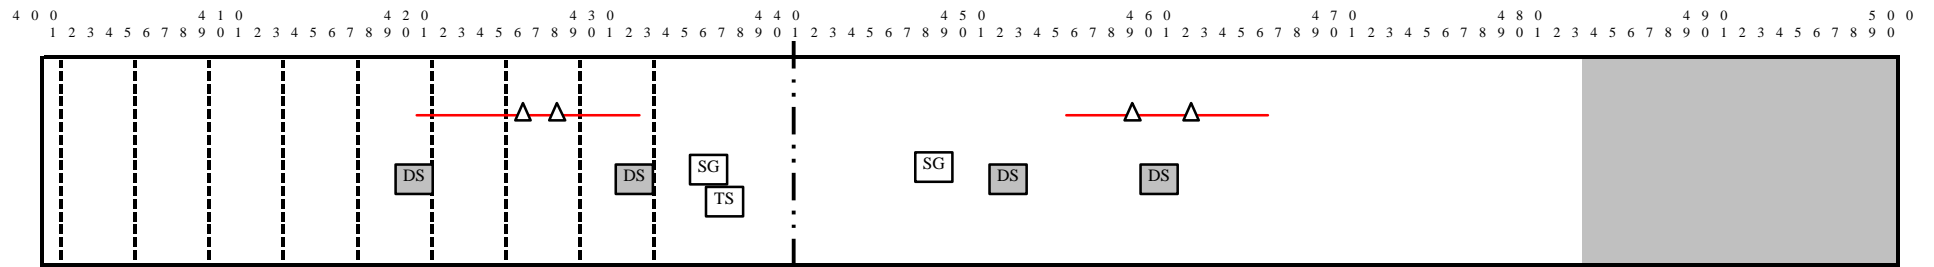 4 0 0 4 1 0 4 2 0 4 3 0 4 4 0 4 5 0 4 6 0 4 7 0 4 8 0 4 9 0 5 0 0
1 2 3 4 5 6 7 8 9 0 1 2 3 4 5 6 7 8 9 0 1 2 3 4 5 6 7 8 9 0 1 2 3 4 5 6 7 8 9 0 1 2 3 4 5 6 7 8 9 0 1 2 3 4 5 6 7 8 9 0 1 2 3 4 5 6 7 8 9 0 1 2 3 4 5 6 7 8 9 0 1 2 3 4 5 6 7 8 9 0 1 2 3 4 5 6 7 8 9 0
DS DS SG SG DS DS
TS